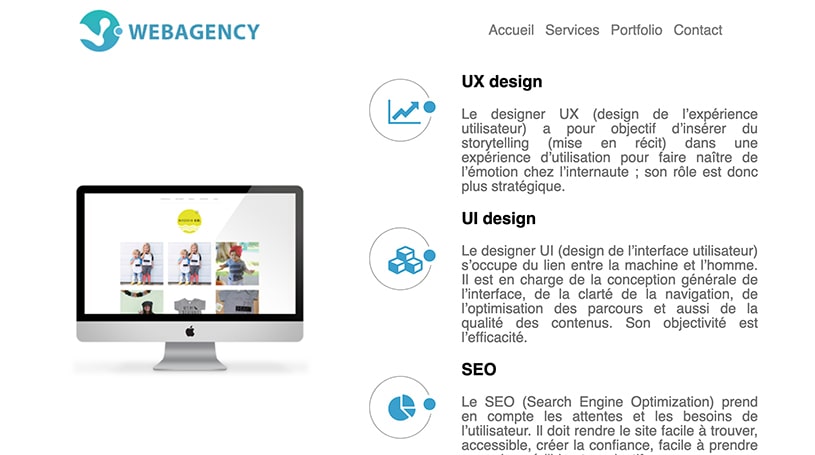 WEBAGENCY
Accueil Services Portfolio Contact
UX design
Le designer UX (design de l’expérience
utilisateur) a pour objectif d’insérer du
storytelling (mise en récit) dans une
expérience d’utilisation pour faire naître de
l’émotion chez l’internaute ; son rôle est donc
plus stratégique.
UI design
Le designer UI (design de l’interface utilisateur)
s’occupe du lien entre la machine et l’homme.
Il est en charge de la conception générale de
l’interface, de la clarté de la navigation, de
l’optimisation des parcours et aussi de la
qualité des contenus. Son objectivité est
l’efficacité.
SEO
Le SEO (Search Engine Optimization) prend
en compte les attentes et les besoins de
l’utilisateur. Il doit rendre le site facile à trouver,
accessible, créer la confiance, facile à prendre